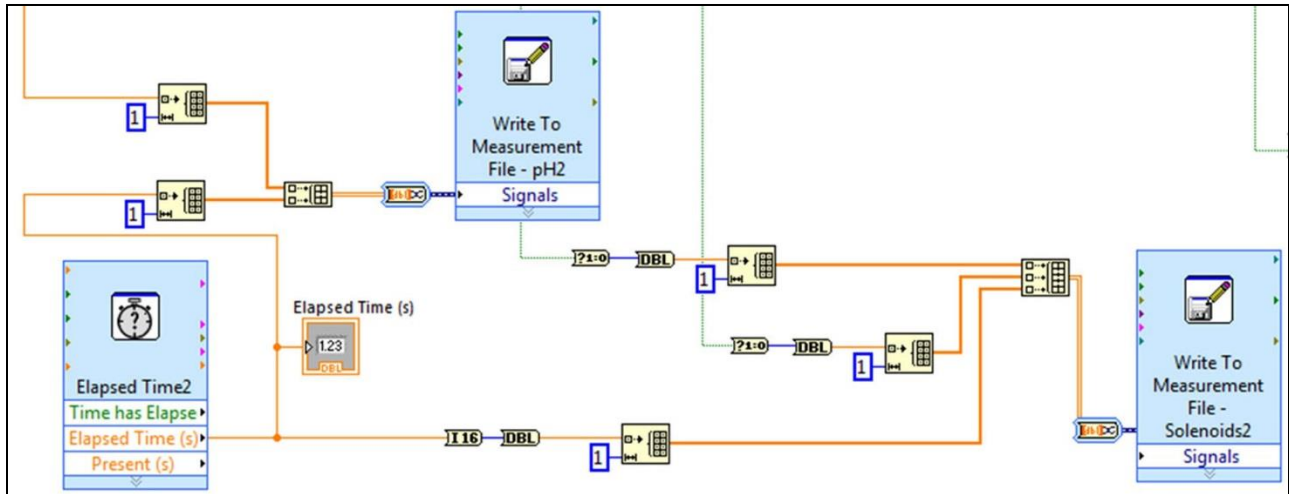 1
1
Write To
Measurement
File - pH2
Signals
?1:0
DBL
1
Elapsed Time (s)
1.23
DBL
?
Elapsed Time2
Time has Elapse
Elapsed Time (s)
Present (s)
?1:0
DBL
1
I16
DBL
1
Write To
Measurement
File -
Solenoids2
Signals